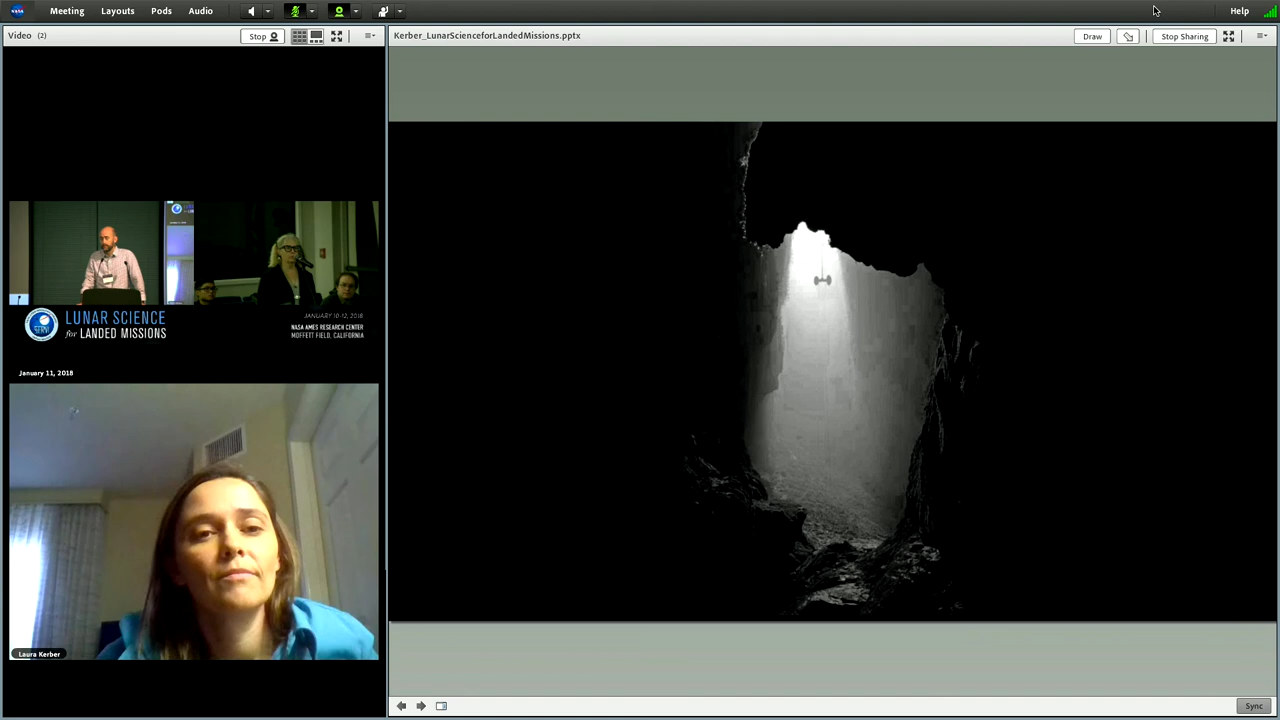 Meeting Layouts Pods Audio Help
Video (2)
Stop
Kerber_LunarScienceforLandedMissions.pptx
Draw
Stop Sharing
LUNAR SCIENCE
for LANDED MISSIONS
JANUARY 10-12, 2018
NASA AMES RESEARCH CENTER
MOFFETT FIELD, CALIFORNIA
January 11, 2018
Laura Kerber
Sync